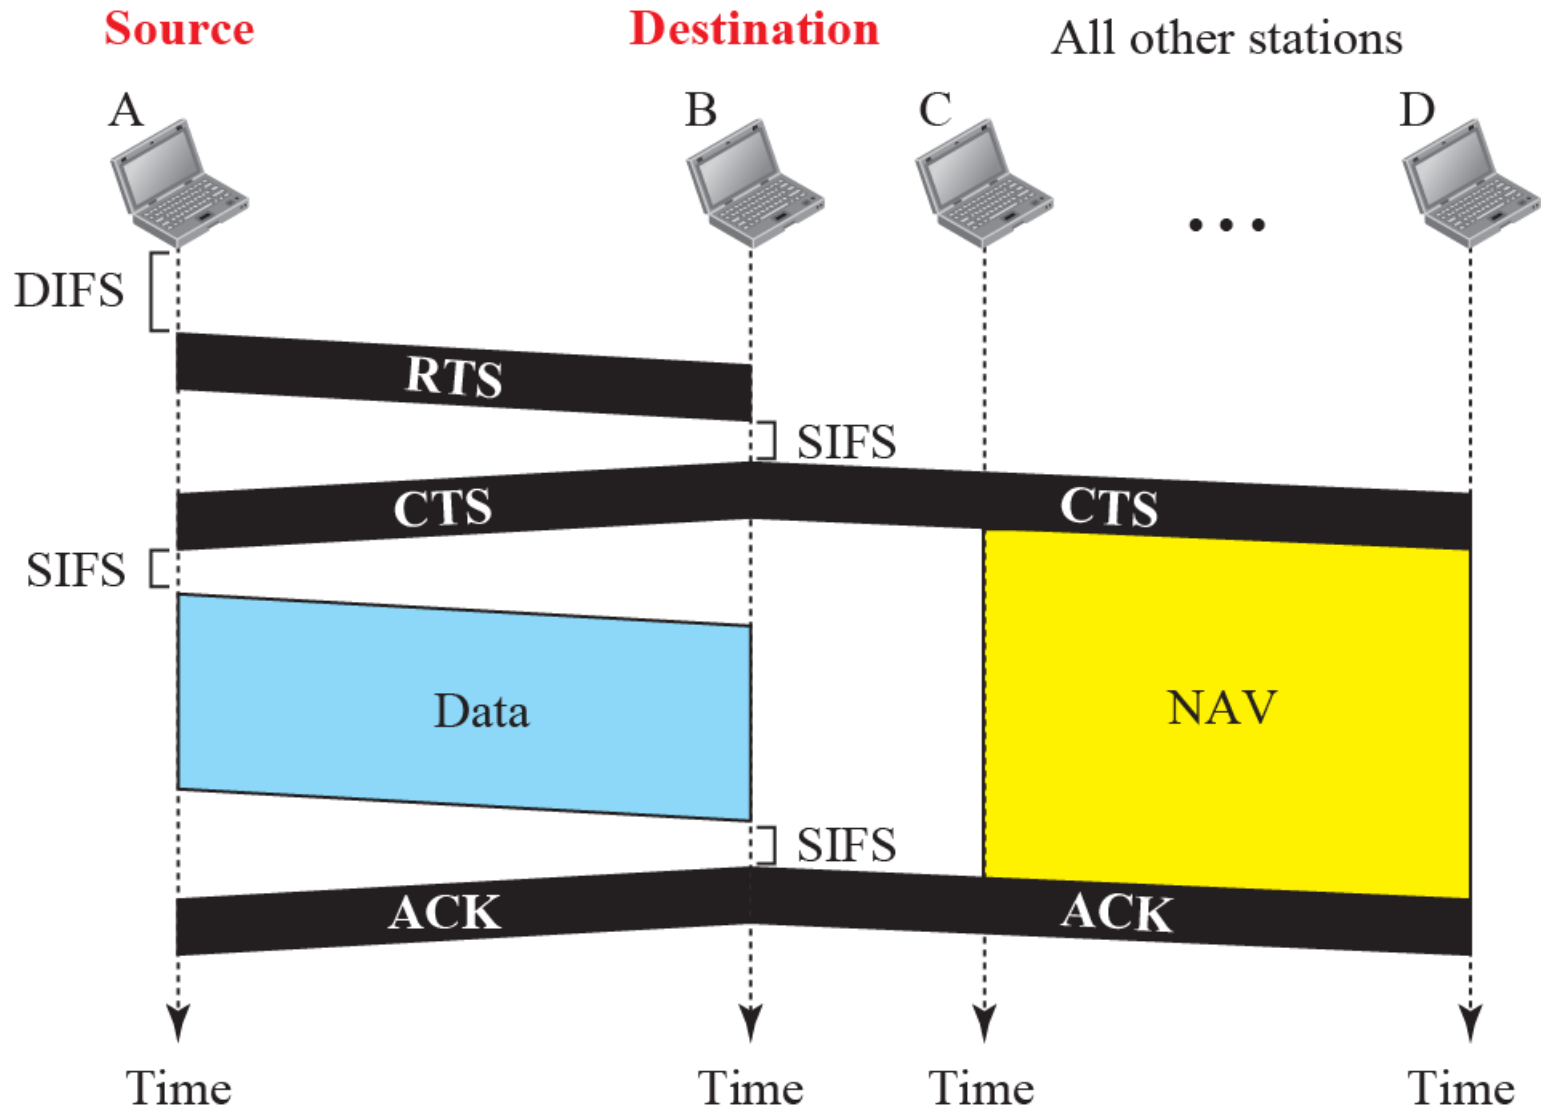 Source
Destination
All other stations
A
B
C
D
DIFS
RTS
SIFS
CTS
CTS
SIFS
Data
NAV
SIFS
ACK
ACK
Time
Time
Time
Time